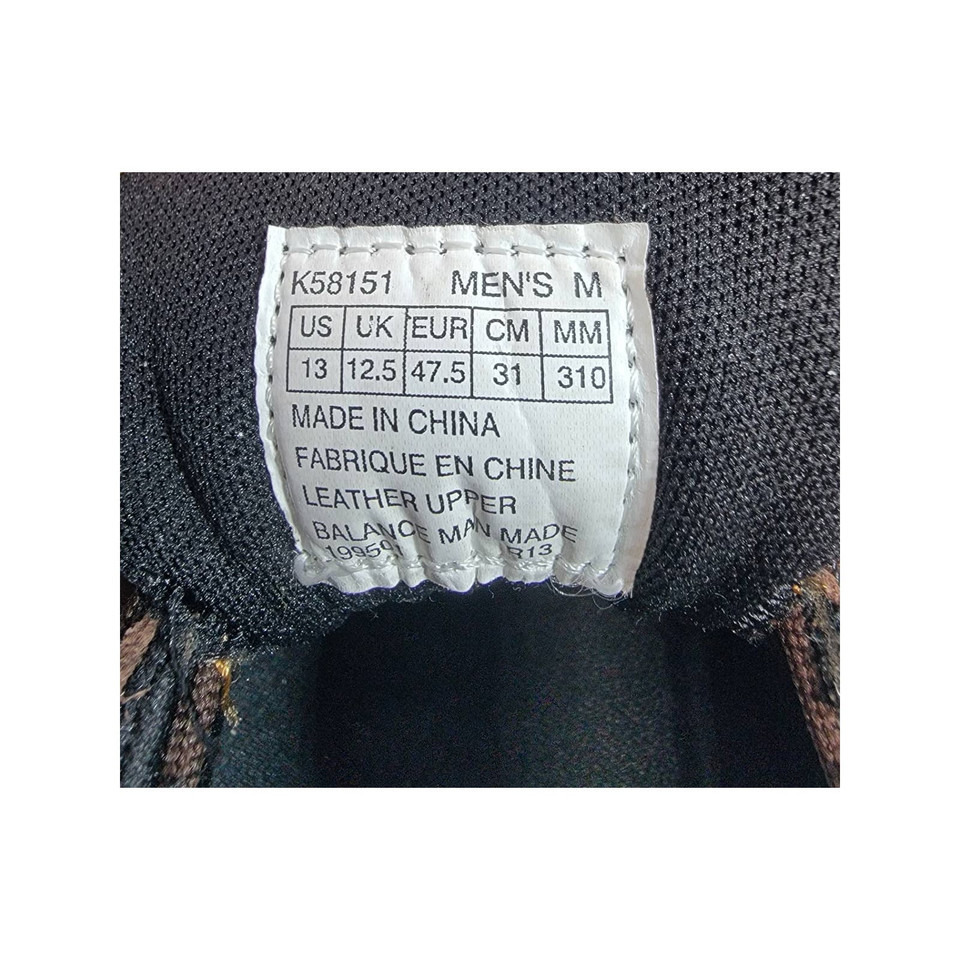 K58151 MEN'S M
US UK EUR CM MM
13 12.5 47.5 31 310
MADE IN CHINA
FABRIQUE EN CHINE
LEATHER UPPER
BALANCE MAN MADE